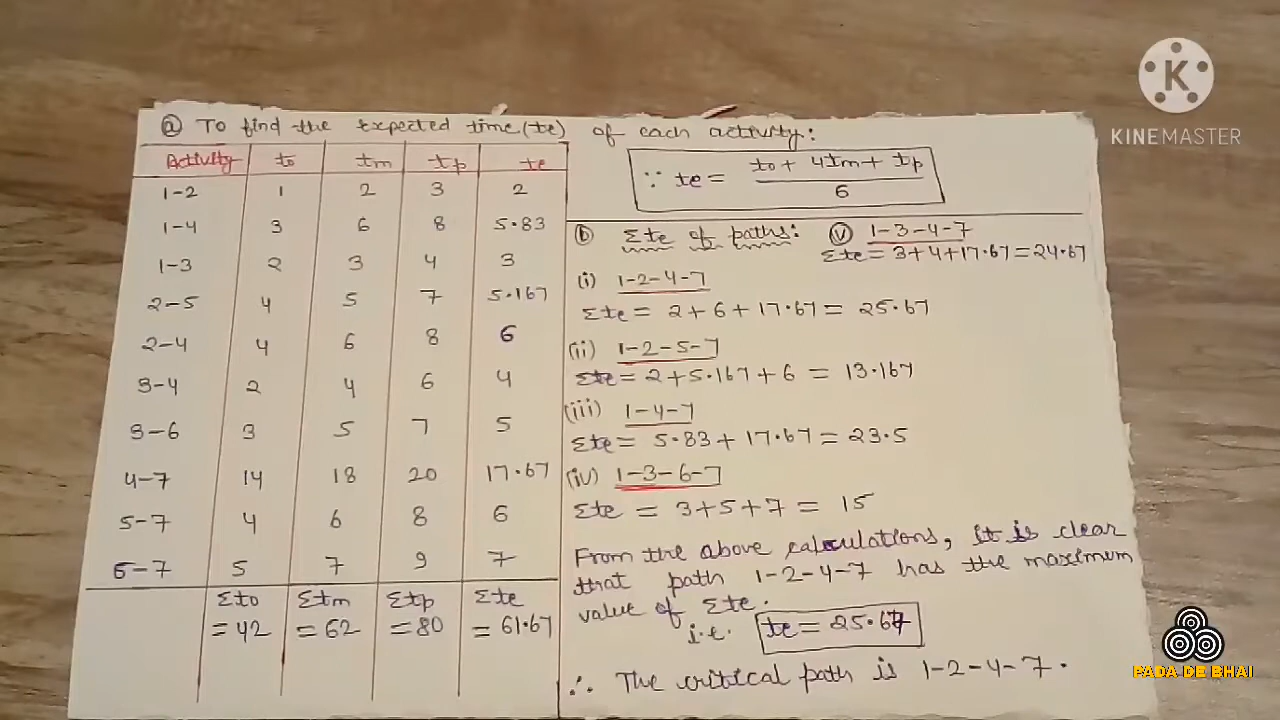 ⓐ To find the Expected time (te) of each activity:
Activity to tm tp te
1-2 1 2 3 2
1-4 3 6 8 5.83
1-3 2 3 4 3
2-5 4 5 7 5.167
2-4 4 6 8 6
3-4 2 4 6 4
3-6 3 5 7 5
4-7 14 18 20 17.67
5-7 4 6 8 6
6-7 5 7 9 7
Σto Σtm Σtp Σte
=42 =62 =80 =61.67
∵ te = to + 4tm + tp
6
ⓑ Σte of paths:
(i) 1-2-4-7
Σte = 2+6+17.67 = 25.67
(ii) 1-2-5-7
Σte = 2+5.167+6 = 13.167
(iii) 1-4-7
Σte = 5.83+17.67 = 23.5
(iv) 1-3-6-7
Σte = 3+5+7 = 15
ⓥ 1-3-4-7
Σte = 3+4+17.67 = 24.67
From the above calculations, it is clear
that path 1-2-4-7 has the maximum
value of Σte.
i.e. te = 25.67
∴ The critical path is 1-2-4-7.
K
KINEMASTER
PADA DE BHAI